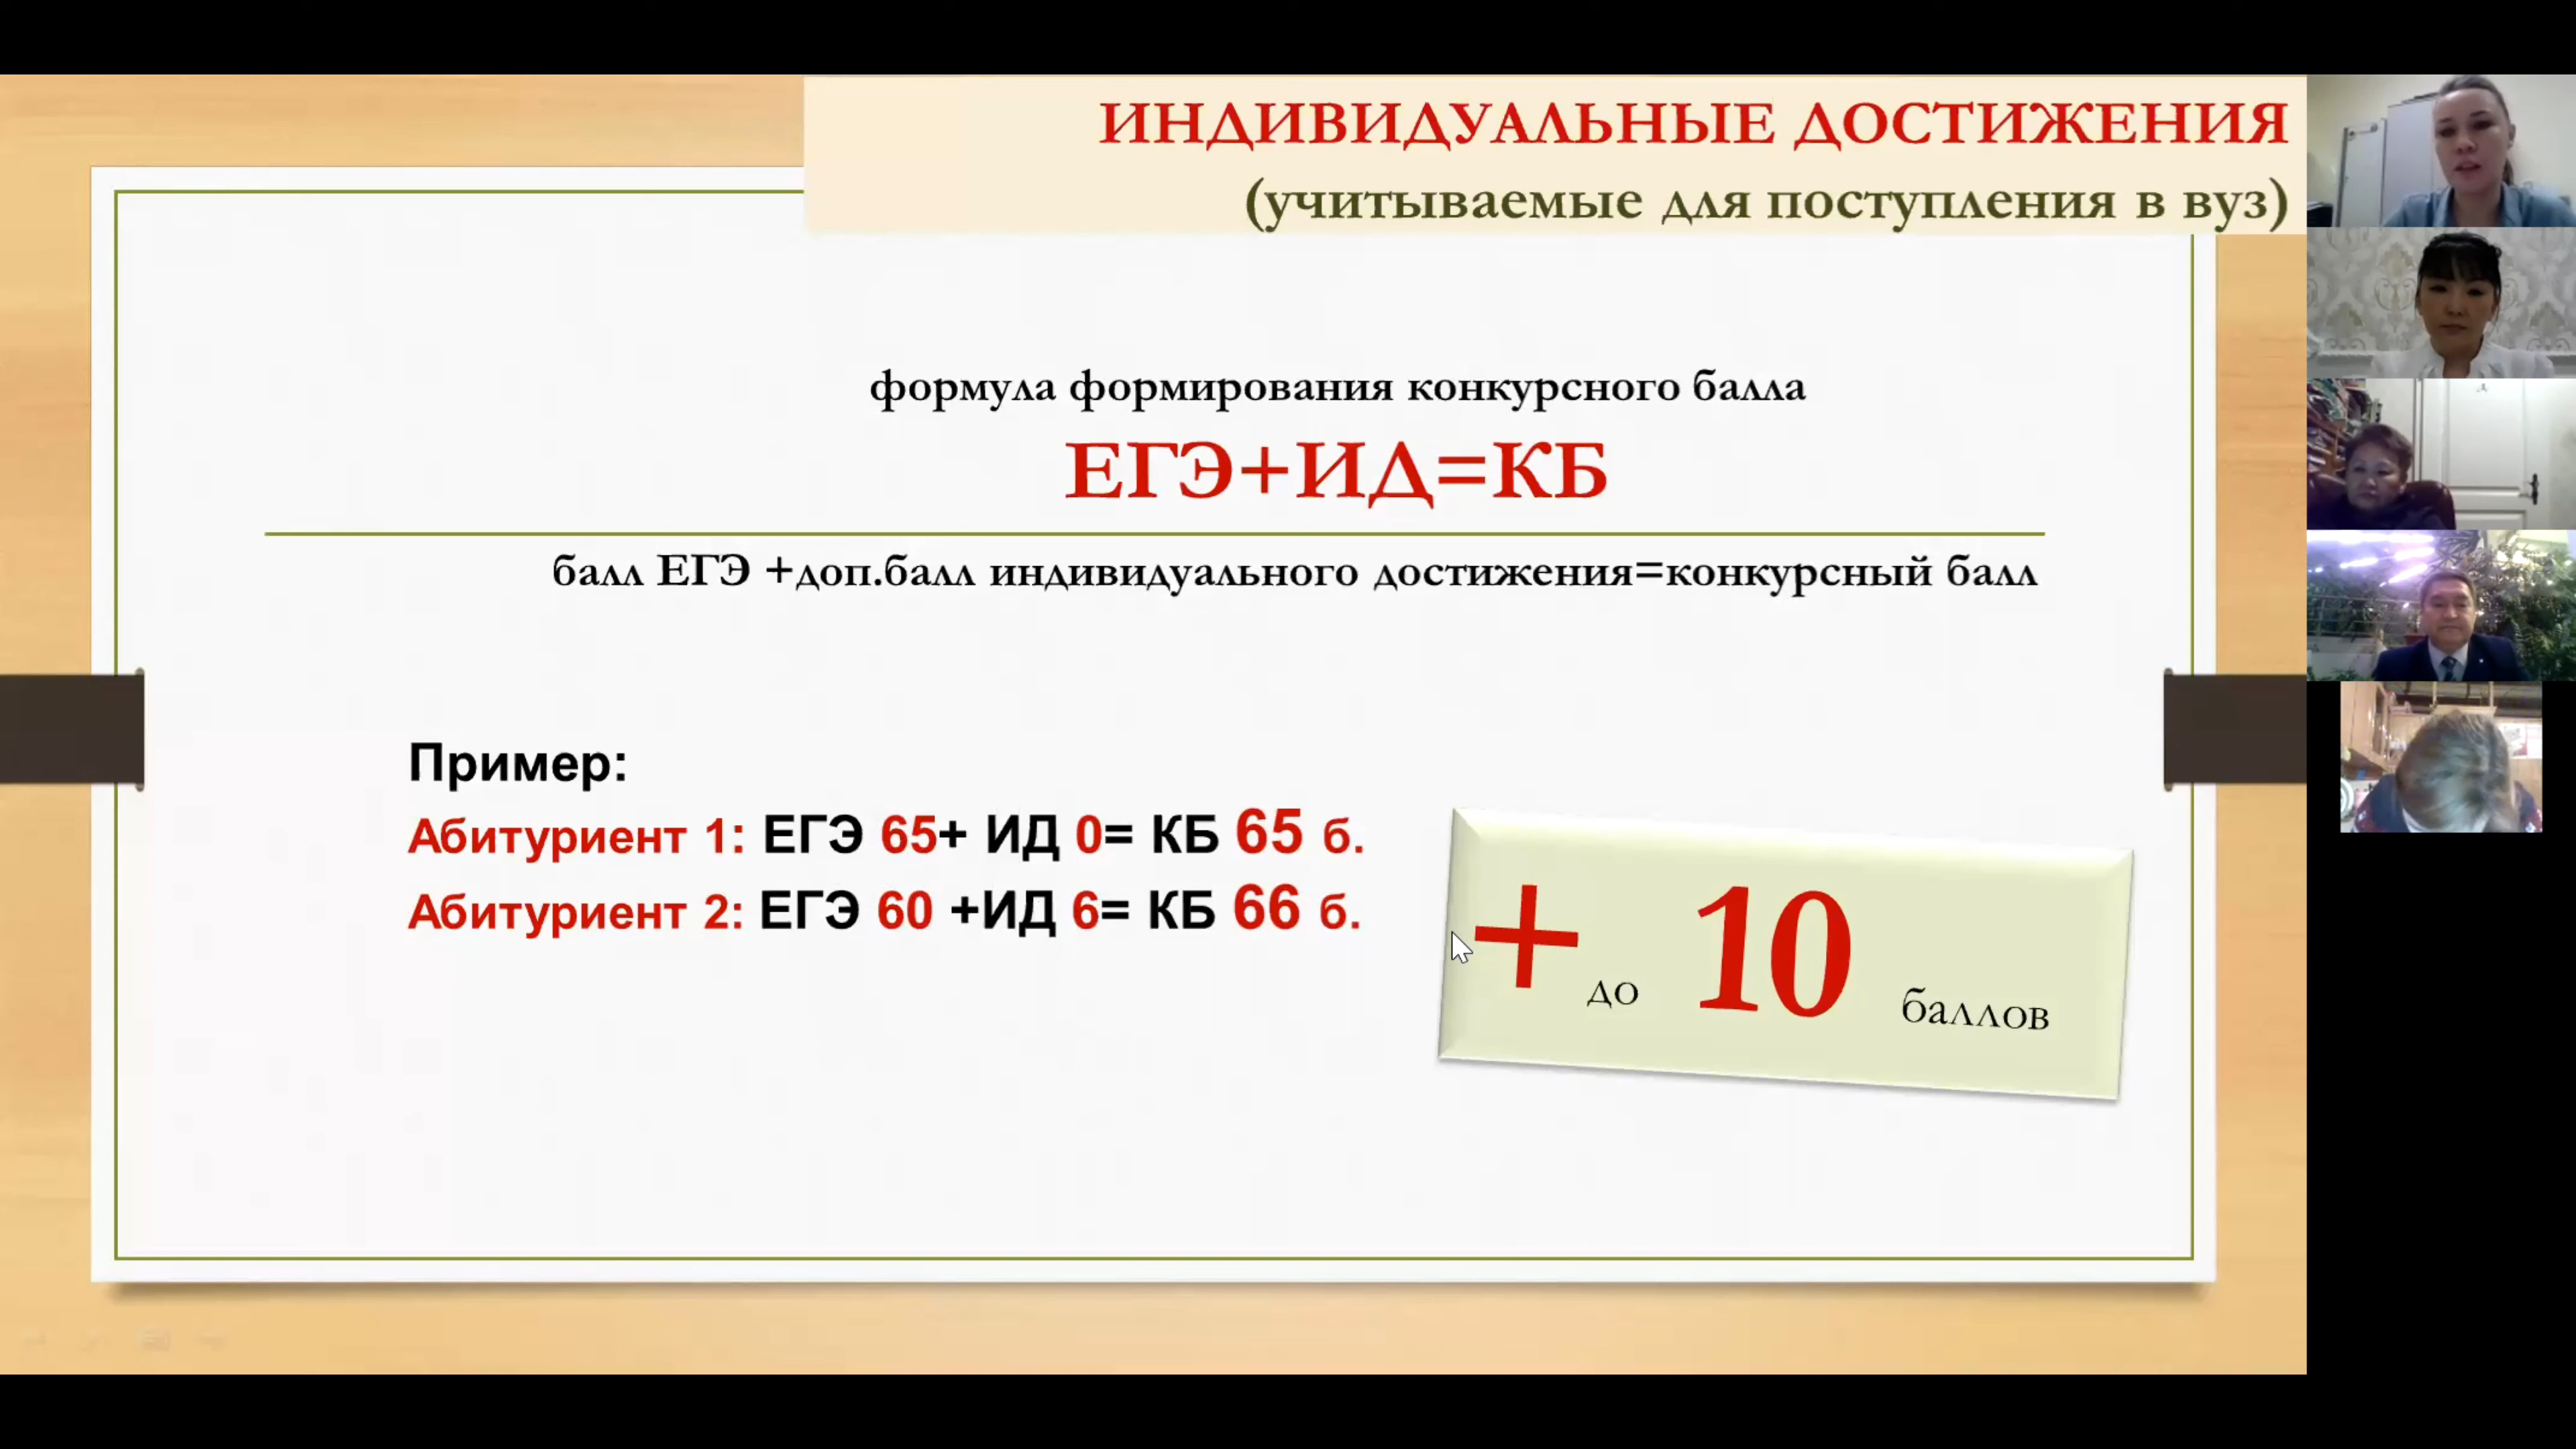 ИНДИВИДУАЛЬНЫЕ ДОСТИЖЕНИЯ
(учитываемые для поступления в вуз)
формула формирования конкурсного балла
ЕГЭ+ИД=КБ
балл ЕГЭ +доп.балл индивидуального достижения=конкурсный балл
Пример:
Абитуриент 1: ЕГЭ 65+ ИД 0= КБ 65 б.
Абитуриент 2: ЕГЭ 60 +ИД 6= КБ 66 б.
+ до 10 баллов